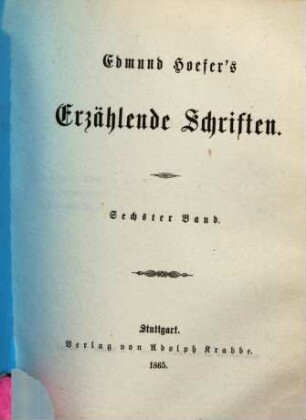 Edmund Hoefer's
Erzählende Schriften.
Sechster Band.
Stuttgart.
Verlag von Adolph Krabbe.
1865.